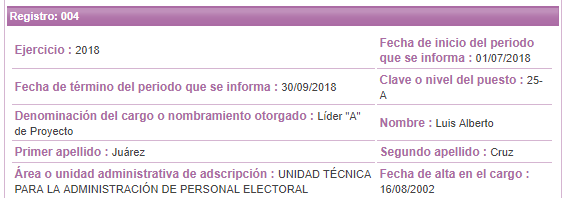 Registro: 004
Ejercicio : 2018
Fecha de inicio del periodo
que se informa : 01/07/2018
Fecha de término del periodo que se informa : 30/09/2018
Clave o nivel del puesto : 25-
A
Denominación del cargo o nombramiento otorgado : Líder "A"
de Proyecto
Nombre : Luis Alberto
Primer apellido : Juárez
Segundo apellido : Cruz
Área o unidad administrativa de adscripción : UNIDAD TÉCNICA
PARA LA ADMINISTRACIÓN DE PERSONAL ELECTORAL
Fecha de alta en el cargo :
16/08/2002